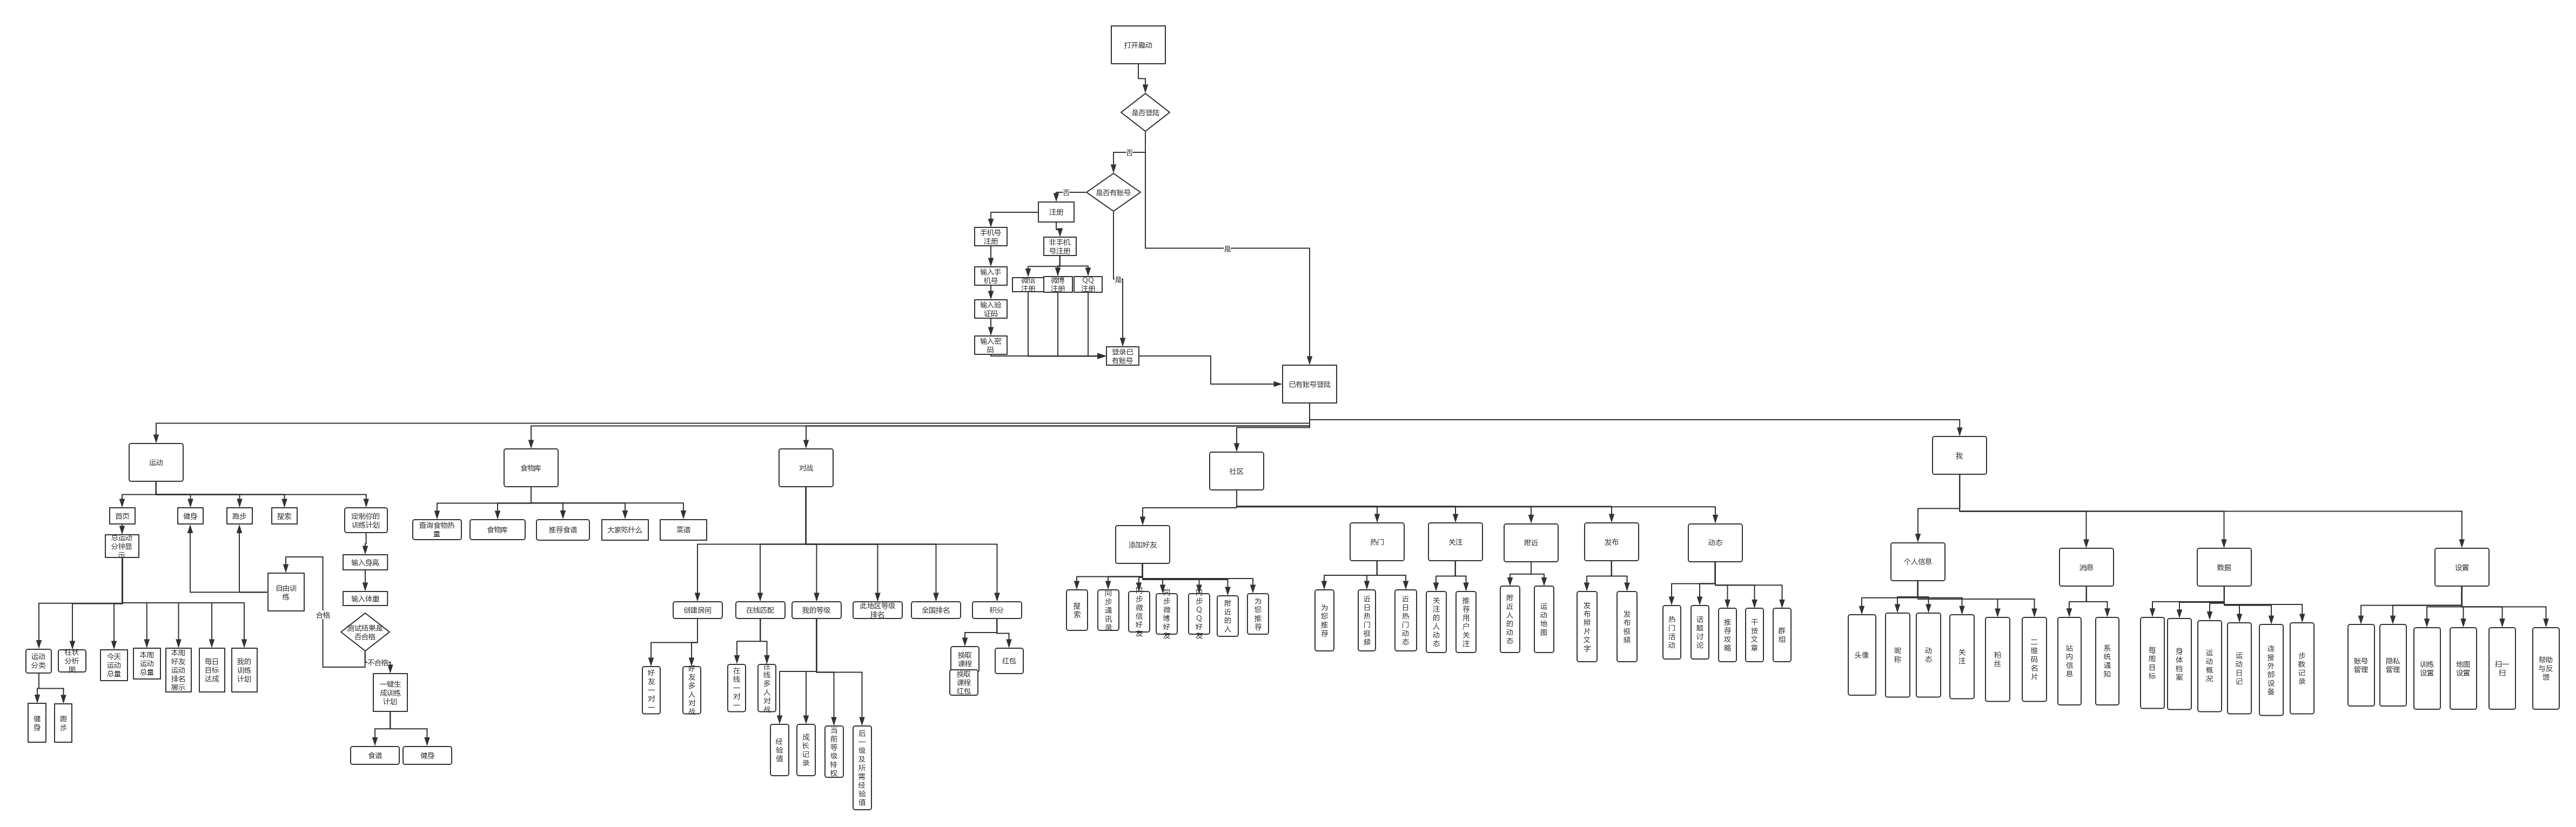 打开趣动
是否登陆
否
是否有账号
否
注册
手机号
注册
非手机
号注册
是
输入手
机号
微信
注册
微博
注册
QQ
注册
是
输入验
证码
输入密
码
登录已
有账号
已有账号登陆
运动
食物库
对战
社区
我
首页
健身
跑步
搜索
定制你的
训练计划
总运动
分钟显
示
输入身高
自由训
练
输入体重
合格
测试结果是
否合格
不合格
一键生
成训练
计划
食谱
健身
运动
分类
柱状
分析
图
今天
运动
总量
本周
运动
总量
本周
好友
运动
排名
展示
每日
目标
达成
我的
训练
计划
健身
跑步
查询食物热
量
食物库
推荐食谱
大家吃什么
菜谱
创建房间
在线匹配
我的等级
此地区等级
排名
全国排名
积分
好友一对一
好友多人对战
在线一对一
在线多人对战
经验值
成长记录
当前等级特权
后一级及所需经验值
换取
课程
换取
课程
红包
红包
添加好友
热门
关注
附近
发布
动态
搜索
同步通讯录
同步微信好友
同步微博好友
同步QQ好友
附近的人
为您推荐
为您推荐
近日热门视频
近日热门动态
关注的人动态
推荐用户关注
附近人的动态
运动地图
发布照片文字
发布视频
热门活动
话题讨论
推荐攻略
干货文章
群组
个人信息
消息
数据
设置
头像
昵称
动态
关注
粉丝
二维码名片
站内信息
系统通知
每周目标
身体档案
运动概况
运动日记
连接外部设备
步数记录
账号
管理
隐私
管理
训练
设置
地图
设置
扫一
扫
帮助
与反
馈